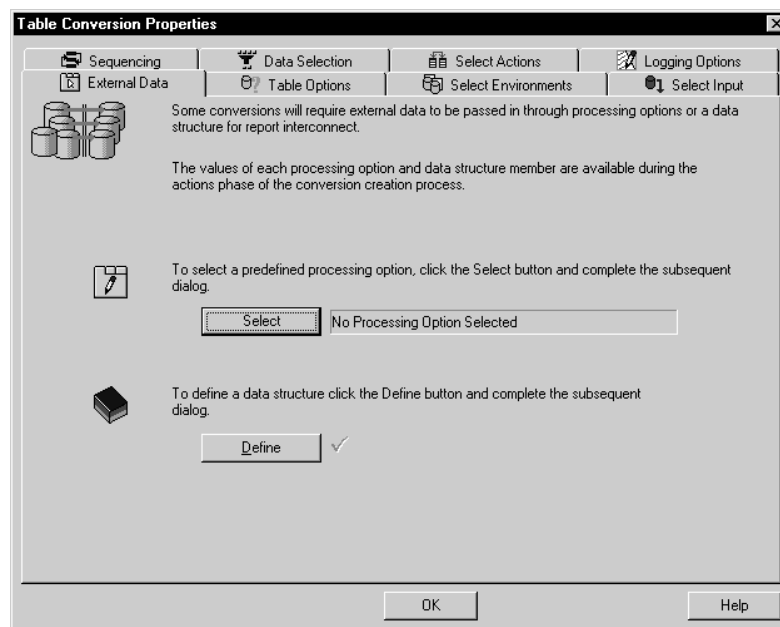 Table Conversion Properties
Sequencing
Data Selection
Select Actions
Logging Options
External Data
Table Options
Select Environments
Select Input
Some conversions will require external data to be passed in through processing options or a data
structure for report interconnect.
The values of each processing option and data structure member are available during the
actions phase of the conversion creation process.
To select a predefined processing option, click the Select button and complete the subsequent
dialog.
Select
No Processing Option Selected
To define a data structure click the Define button and complete the subsequent
dialog.
Define
OK
Help